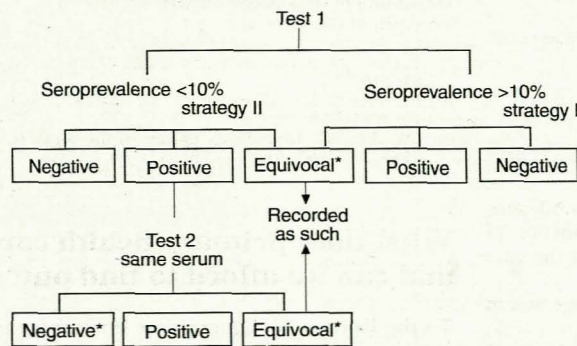 Test 1
Seroprevalence <10%
strategy II
Seroprevalence >10%
strategy I
Negative
Positive
Equivocal*
Positive
Negative
Test 2
same serum
Recorded
as such
Negative*
Positive
Equivocal*